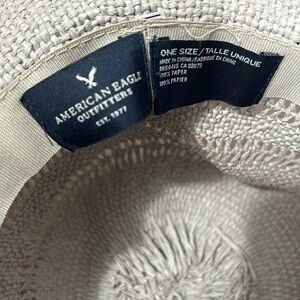 AMERICAN EAGLE
OUTFITTERS
EST. 1977
ONE SIZE / TALLE UNIQUE
MADE IN CHINA / FABRIQUÉ EN CHINE
100% PAPER
100% PAPIER